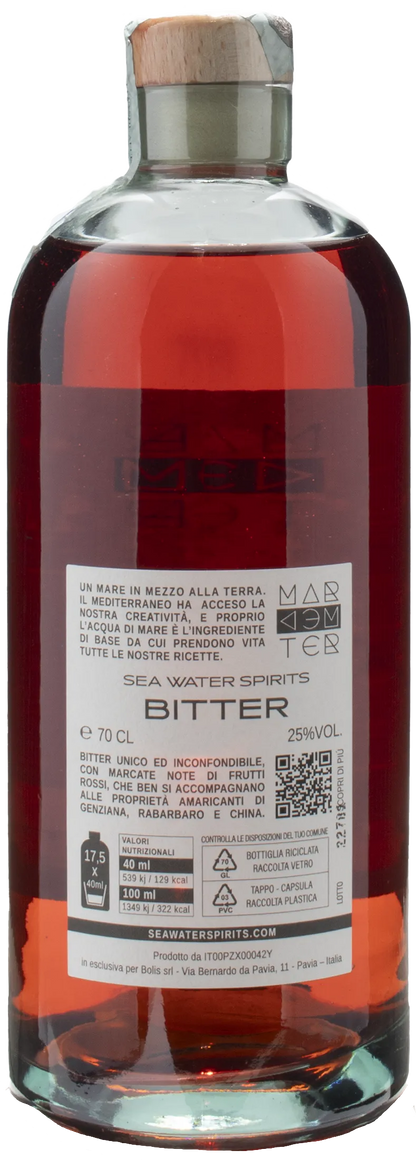 UN MARE IN MEZZO ALLA TERRA.
IL MEDITERRANEO HA ACCESO LA
NOSTRA CREATIVITÀ, E PROPRIO
L'ACQUA DI MARE È L'INGREDIENTE
DI BASE DA CUI PRENDONO VITA
TUTTE LE NOSTRE RICETTE.
MAR
MEDI
TER
SEA WATER SPIRITS
BITTER
e 70 CL
25%VOL.
BITTER UNICO ED INCONFONDIBILE,
CON MARCATE NOTE DI FRUTTI
ROSSI, CHE BEN SI ACCOMPAGNANO
ALLE PROPRIETÀ AMARICANTI DI
GENZIANA, RABARBARO E CHINA.
SCOPRI DI PIÙ
LOTTO
17,5
X
40ml
VALORI
NUTRIZIONALI
40 ml
539 kj / 129 kcal
100 ml
1349 kj / 322 kcal
CONTROLLA LE DISPOSIZIONI DEL TUO COMUNE
70
GL
BOTTIGLIA RICICLATA
RACCOLTA VETRO
03
PVC
TAPPO - CAPSULA
RACCOLTA PLASTICA
SEAWATERSPIRITS.COM
Prodotto da IT00PZX00042Y
in esclusiva per Bolis srl - Via Bernardo da Pavia, 11 - Pavia – Italia